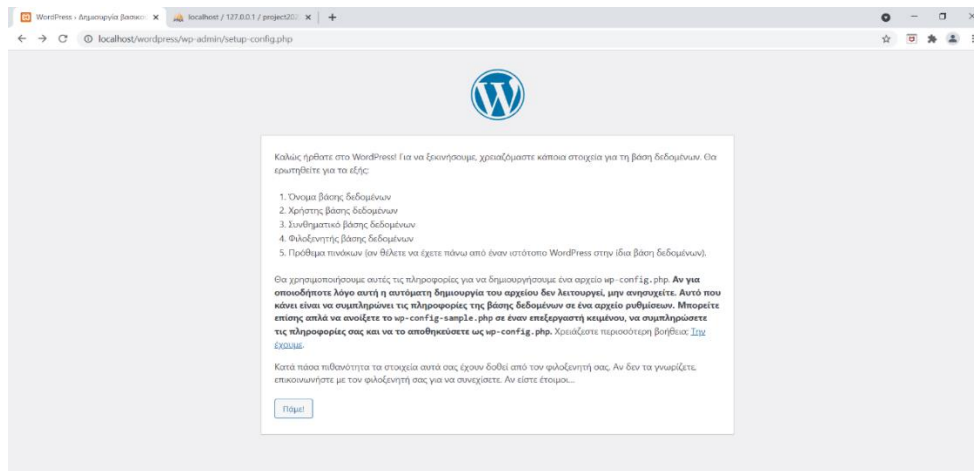 WordPress › Δημιουργία βασικο
localhost / 127.0.0.1 / project202
localhost/wordpress/wp-admin/setup-config.php
Καλώς ήρθατε στο WordPress! Για να ξεκινήσουμε, χρειαζόμαστε κάποια στοιχεία για τη βάση δεδομένων. Θα
ερωτηθείτε για τα εξής:
1. Όνομα βάσης δεδομένων
2. Χρήστης βάσης δεδομένων
3. Συνθηματικό βάσης δεδομένων
4. Φιλοξενητής βάσης δεδομένων
5. Πρόθεμα πινάκων (αν θέλετε να έχετε πάνω από έναν ιστότοπο WordPress στην ίδια βάση δεδομένων).
Θα χρησιμοποιήσουμε αυτές τις πληροφορίες για να δημιουργήσουμε ένα αρχείο wp-config.php. Αν για
οποιοδήποτε λόγο αυτή η αυτόματη δημιουργία του αρχείου δεν λειτουργεί, μην ανησυχείτε. Αυτό που
κάνει είναι να συμπληρώνει τις πληροφορίες της βάσης δεδομένων σε ένα αρχείο ρυθμίσεων. Μπορείτε
επίσης απλά να ανοίξετε το wp-config-sample.php σε έναν επεξεργαστή κειμένου, να συμπληρώσετε
τις πληροφορίες σας και να το αποθηκεύσετε ως wp-config.php. Χρειάζεστε περισσότερη βοήθεια; Την
έχουμε.
Κατά πάσα πιθανότητα τα στοιχεία αυτά σας έχουν δοθεί από τον φιλοξενητή σας. Αν δεν τα γνωρίζετε,
επικοινωνήστε με τον φιλοξενητή σας για να συνεχίσετε. Αν είστε έτοιμοι...
Πάμε!